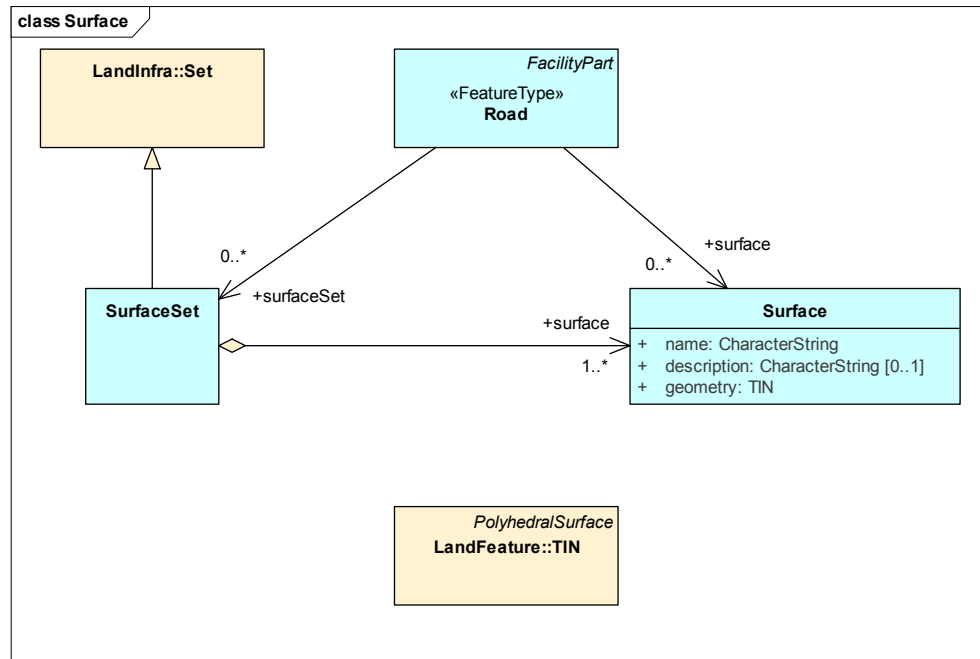 class Surface
LandInfra::Set
FacilityPart
«FeatureType»
Road
0..*
+surfaceSet
+surface
0..*
SurfaceSet
+surface
1..*
Surface
+ name: CharacterString
+ description: CharacterString [0..1]
+ geometry: TIN
PolyhedralSurface
LandFeature::TIN